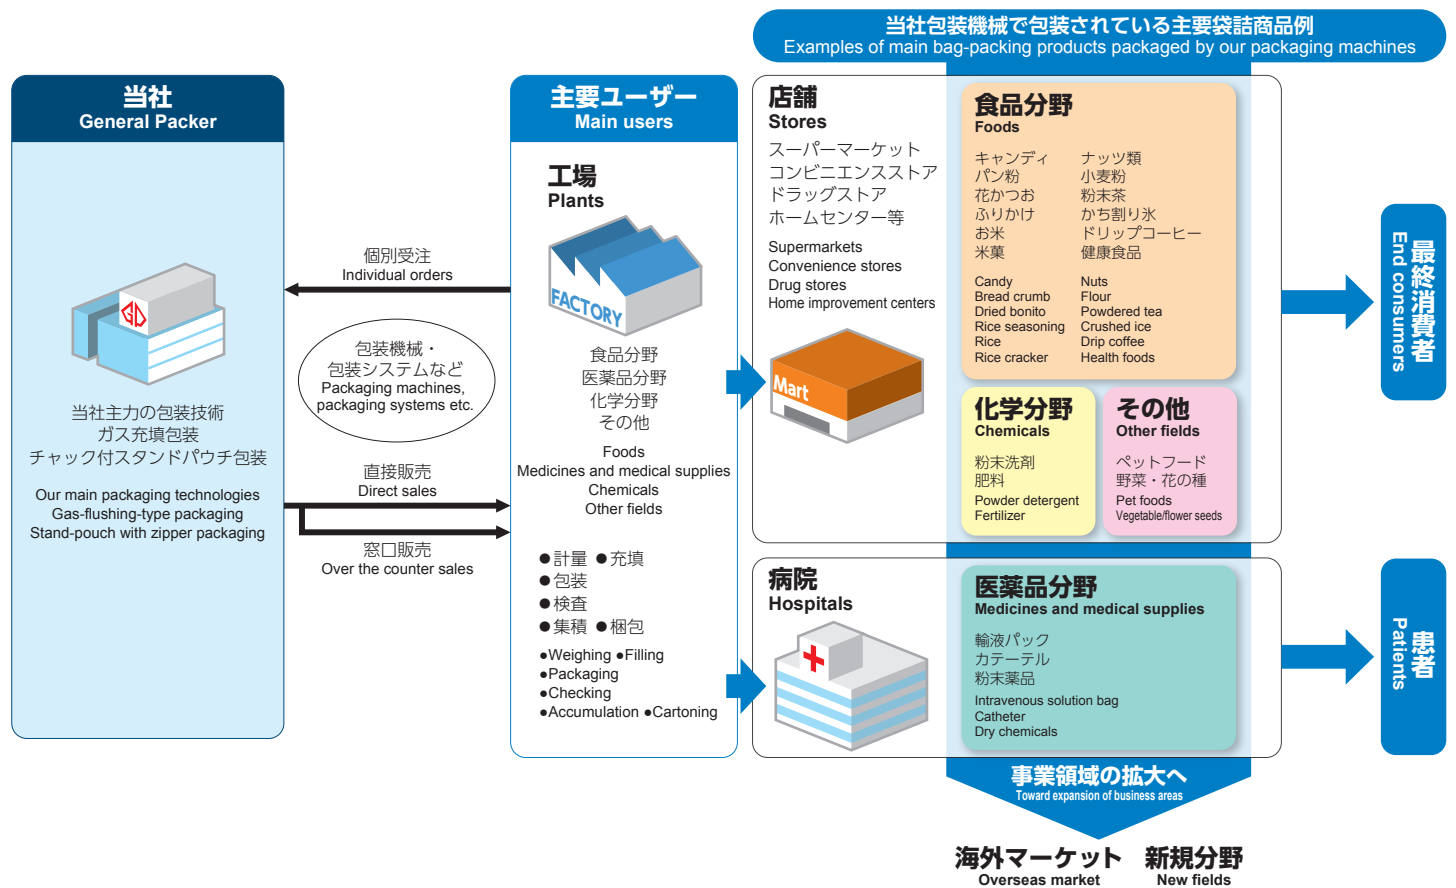 当社包装機械で包装されている主要袋詰商品例
Examples of main bag-packing products packaged by our packaging machines
当社
General Packer
当社主力の包装技術
ガス充填包装
チャック付スタンドパウチ包装
Our main packaging technologies
Gas-flushing-type packaging
Stand-pouch with zipper packaging
個別受注
Individual orders
包装機械・
包装システムなど
Packaging machines,
packaging systems etc.
直接販売
Direct sales
窓口販売
Over the counter sales
主要ユーザー
Main users
工場
Plants
FACTORY
食品分野
医薬品分野
化学分野
その他
Foods
Medicines and medical supplies
Chemicals
Other fields
●計量 ●充填
●包装
●検査
●集積 ●梱包
●Weighing ●Filling
●Packaging
●Checking
●Accumulation ●Cartoning
店舗
Stores
スーパーマーケット
コンビニエンスストア
ドラッグストア
ホームセンター等
Supermarkets
Convenience stores
Drug stores
Home improvement centers
Mart
食品分野
Foods
キャンディ
パン粉
花かつお
ふりかけ
お米
米菓
ナッツ類
小麦粉
粉末茶
かち割り氷
ドリップコーヒー
健康食品
Candy
Bread crumb
Dried bonito
Rice seasoning
Rice
Rice cracker
Nuts
Flour
Powdered tea
Crushed ice
Drip coffee
Health foods
化学分野
Chemicals
粉末洗剤
肥料
Powder detergent
Fertilizer
その他
Other fields
ペットフード
野菜・花の種
Pet foods
Vegetable/flower seeds
最終消費者
End consumers
病院
Hospitals
医薬品分野
Medicines and medical supplies
輸液パック
カテーテル
粉末薬品
Intravenous solution bag
Catheter
Dry chemicals
患者
Patients
事業領域の拡大へ
Toward expansion of business areas
海外マーケット
Overseas market
新規分野
New fields